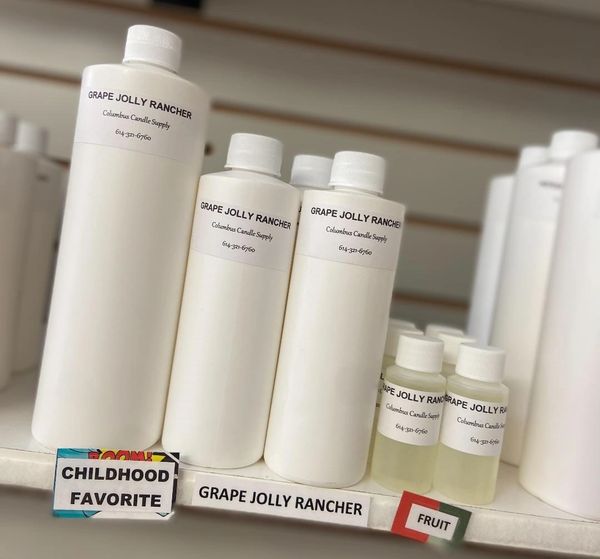 GRAPE JOLLY RANCHER
Columbus Candle Supply
614-321-6760
GRAPE JOLLY RANCHER
Columbus Candle Supply
614-321-6760
GRAPE JOLLY RANCHER
Columbus Candle Supply
614-321-6760
APE JOLLY RANC
Columbus Candle Supply
614-321-6760
GRAPE JOLLY RANCHER
Columbus Candle Supply
614-321-6760
BOOM!
CHILDHOOD
FAVORITE
GRAPE JOLLY RANCHER
FRUIT